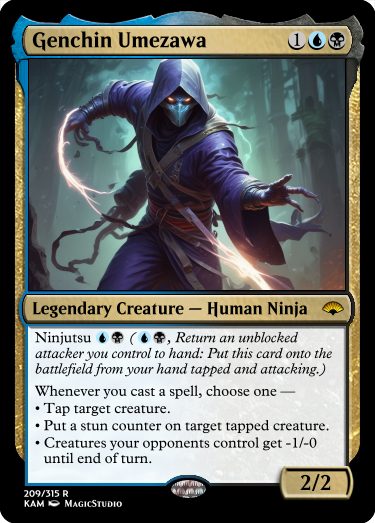 Genchin Umezawa 1
Legendary Creature — Human Ninja
Ninjutsu ( , Return an unblocked
attacker you control to hand: Put this card onto the
battlefield from your hand tapped and attacking.)
Whenever you cast a spell, choose one —
• Tap target creature.
• Put a stun counter on target tapped creature.
• Creatures your opponents control get -1/-0
until end of turn.
2/2
209/315 R
KAM MagicStudio